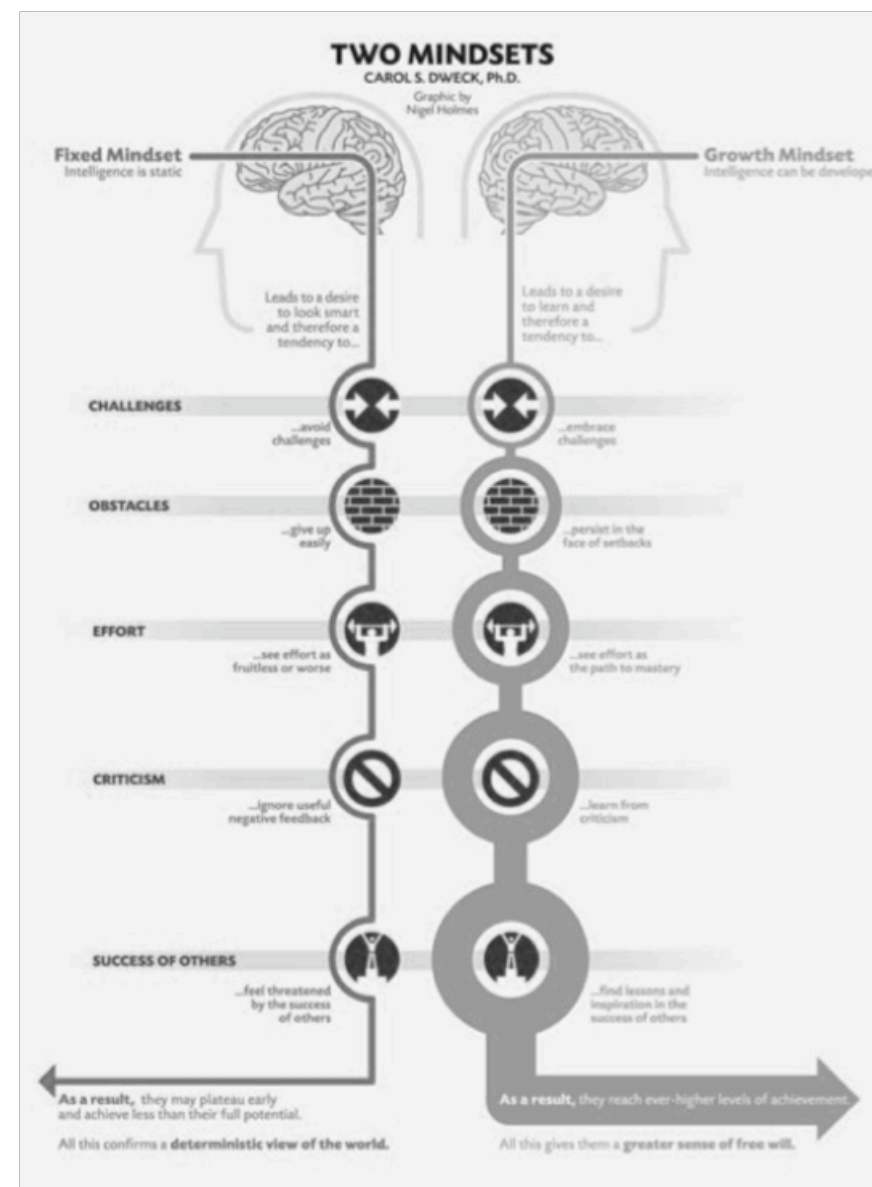 TWO MINDSETS
CAROL S. DWECK, Ph.D.
Graphic by
Nigel Holmes
Fixed Mindset
Intelligence is static
Growth Mindset
Intelligence can be develope
Leads to a desire
to look smart
and therefore a
tendency to...
Leads to a desire
to learn and
therefore a
tendency to...
CHALLENGES
...avoid
challenges
...embrace
challenges
OBSTACLES
...give up
easily
...persist in the
face of setbacks
EFFORT
...see effort as
fruitless or worse
...see effort as
the path to mastery
CRITICISM
...ignore useful
negative feedback
...learn from
criticism
SUCCESS OF OTHERS
...feel threatened
by the success
of others
...find lessons and
inspiration in the
success of others
As a result, they may plateau early
and achieve less than their full potential.
All this confirms a deterministic view of the world.
As a result, they reach ever-higher levels of achievement.
All this gives them a greater sense of free will.